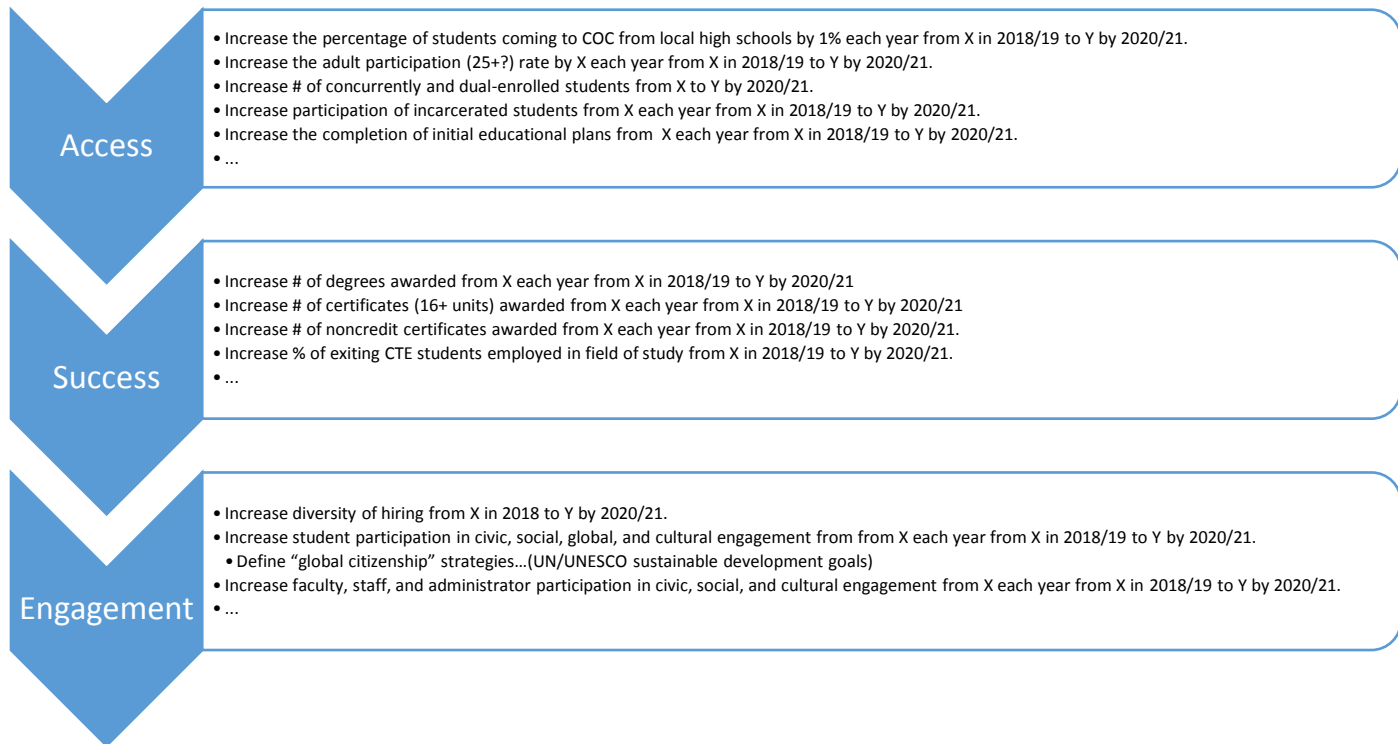 Access
• Increase the percentage of students coming to COC from local high schools by 1% each year from X in 2018/19 to Y by 2020/21.
• Increase the adult participation (25+?) rate by X each year from X in 2018/19 to Y by 2020/21.
• Increase # of concurrently and dual-enrolled students from X to Y by 2020/21.
• Increase participation of incarcerated students from X each year from X in 2018/19 to Y by 2020/21.
• Increase the completion of initial educational plans from  X each year from X in 2018/19 to Y by 2020/21.
• ...
Success
• Increase # of degrees awarded from X each year from X in 2018/19 to Y by 2020/21
• Increase # of certificates (16+ units) awarded from X each year from X in 2018/19 to Y by 2020/21
• Increase # of noncredit certificates awarded from X each year from X in 2018/19 to Y by 2020/21.
• Increase % of exiting CTE students employed in field of study from X in 2018/19 to Y by 2020/21.
• ...
Engagement
• Increase diversity of hiring from X in 2018 to Y by 2020/21.
• Increase student participation in civic, social, global, and cultural engagement from from X each year from X in 2018/19 to Y by 2020/21.
• Define “global citizenship” strategies…(UN/UNESCO sustainable development goals)
• Increase faculty, staff, and administrator participation in civic, social, and cultural engagement from X each year from X in 2018/19 to Y by 2020/21.
• ...